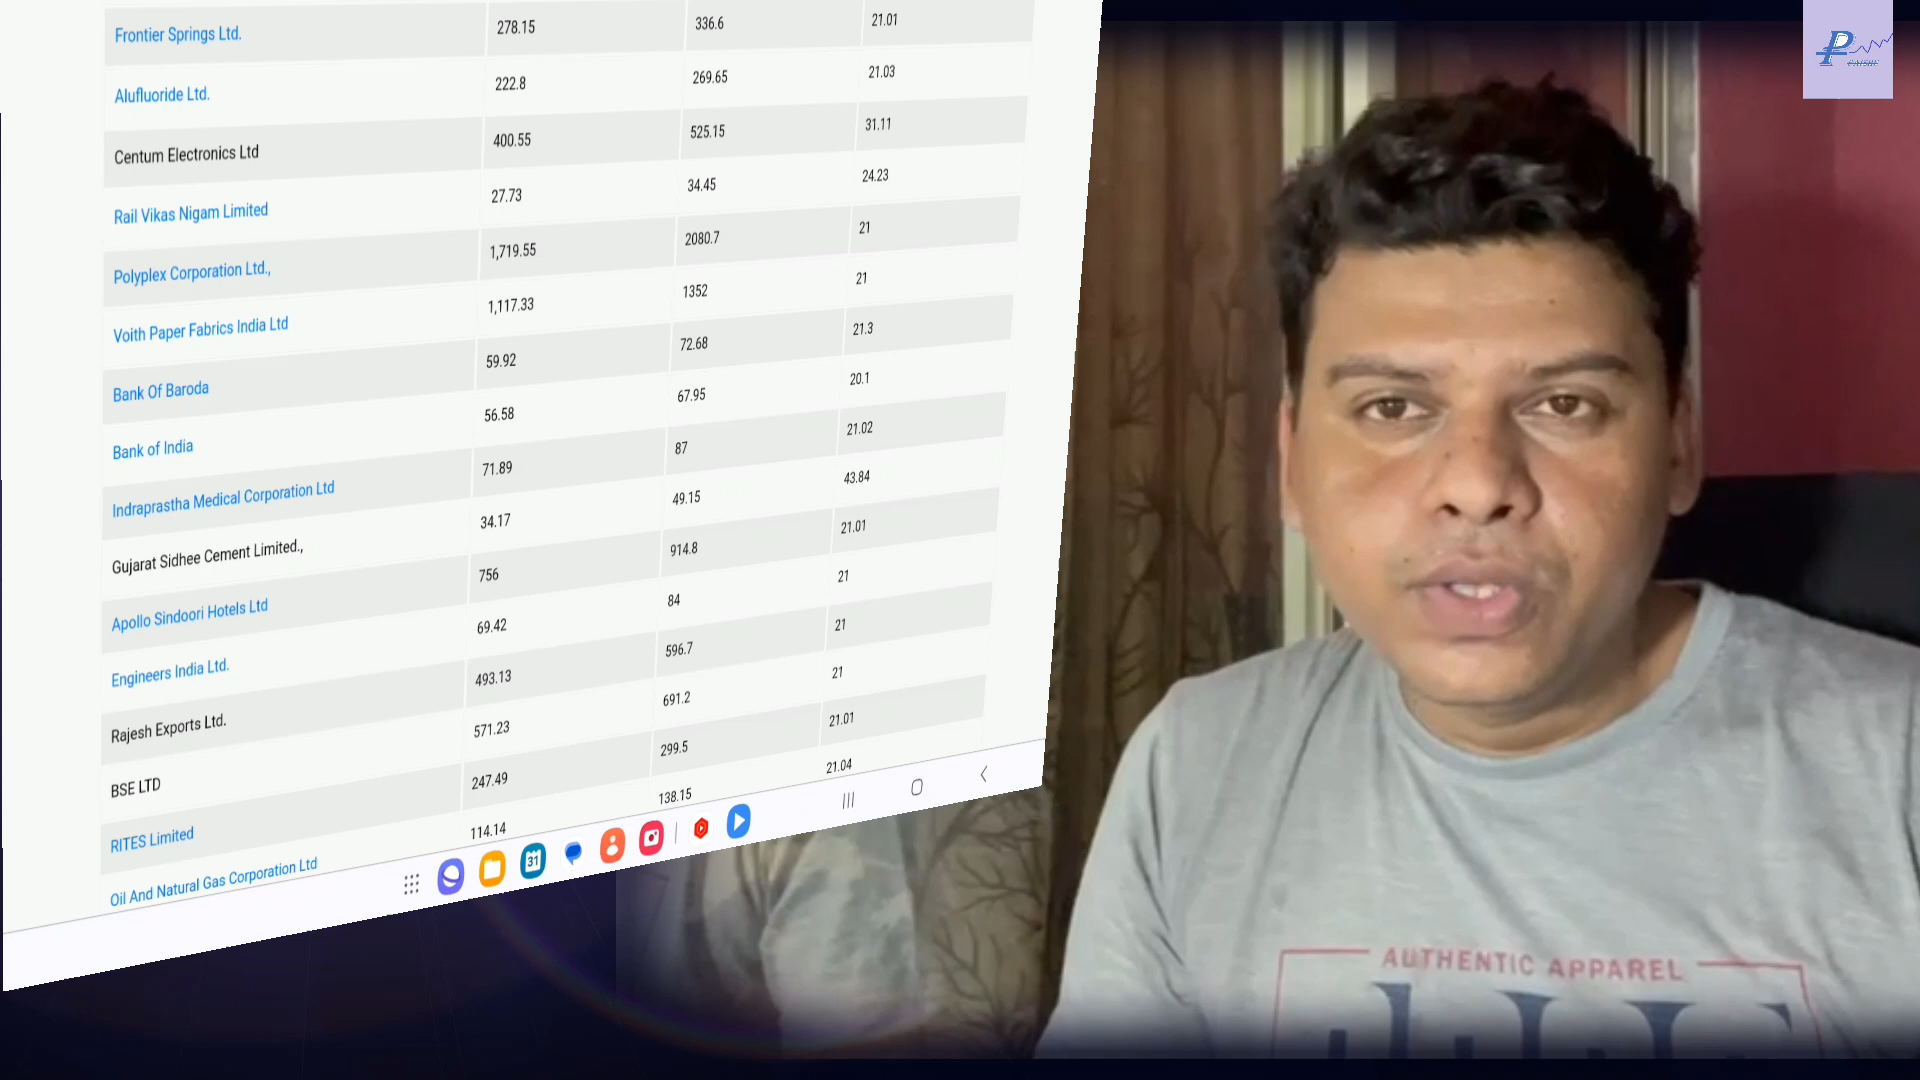 Frontier Springs Ltd. 278.15 336.6 21.01
Alufluoride Ltd. 222.8 269.65 21.03
Centum Electronics Ltd 400.55 525.15 31.11
Rail Vikas Nigam Limited 27.73 34.45 24.23
Polyplex Corporation Ltd., 1,719.55 2080.7 21
Voith Paper Fabrics India Ltd 1,117.33 1352 21
Bank Of Baroda 59.92 72.68 21.3
Bank of India 56.58 67.95 20.1
Indraprastha Medical Corporation Ltd 71.89 87 21.02
Gujarat Sidhee Cement Limited., 34.17 49.15 43.84
Apollo Sindoori Hotels Ltd 756 914.8 21.01
Engineers India Ltd. 69.42 84 21
Rajesh Exports Ltd. 493.13 596.7 21
BSE LTD 571.23 691.2 21
RITES Limited 247.49 299.5 21.01
Oil And Natural Gas Corporation Ltd 114.14 138.15 21.04
31
AUTHENTIC APPAREL